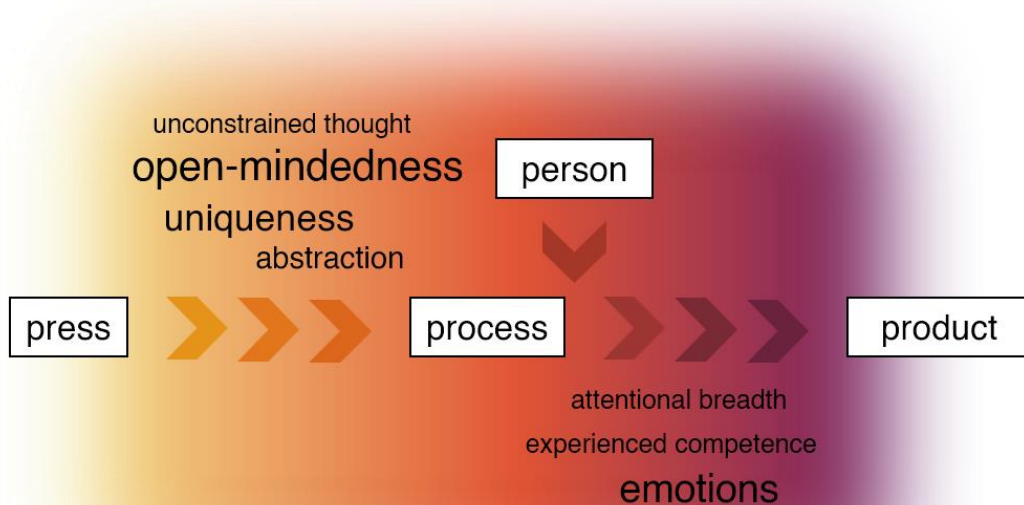 unconstrained thought
open-mindedness
person
uniqueness
abstraction
press
process
product
attentional breadth
experienced competence
emotions